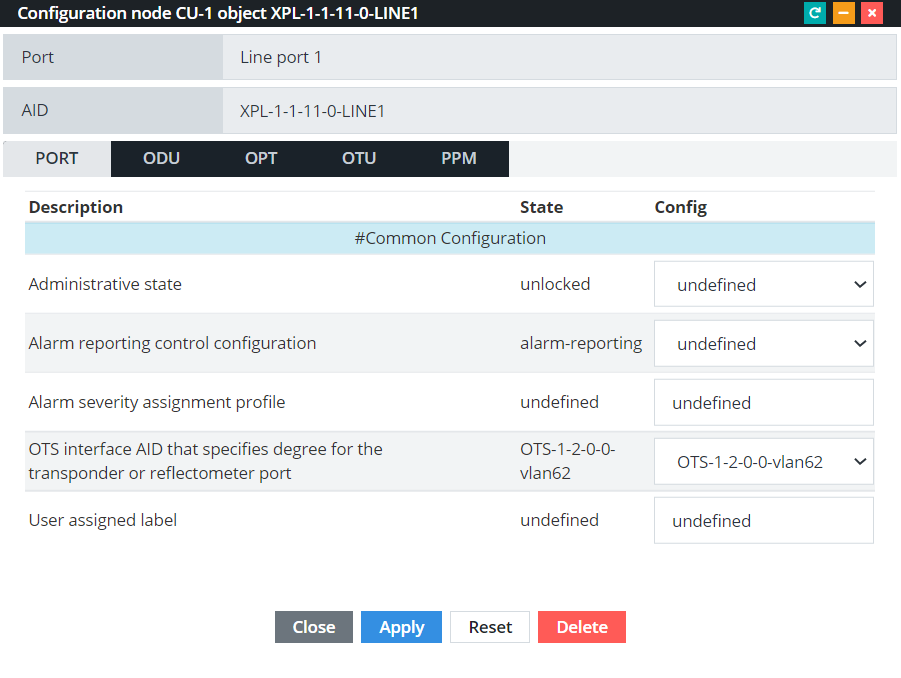 Configuration node CU-1 object XPL-1-1-11-0-LINE1
Port Line port 1
AID XPL-1-1-11-0-LINE1
PORT ODU OPT OTU PPM
Description State Config
#Common Configuration
Administrative state unlocked undefined
Alarm reporting control configuration alarm-reporting undefined
Alarm severity assignment profile undefined undefined
OTS interface AID that specifies degree for the
transponder or reflectometer port
OTS-1-2-0-0-
vlan62
OTS-1-2-0-0-vlan62
User assigned label undefined undefined
Close Apply Reset Delete